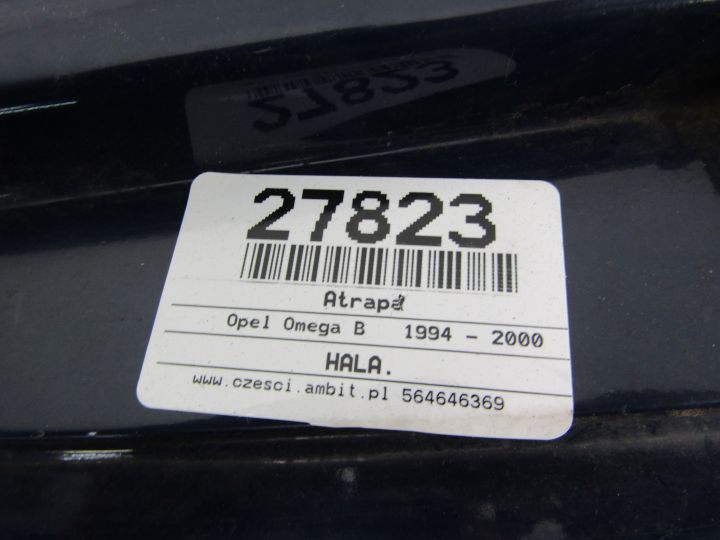 27823
Atrapa
Opel Omega B 1994 - 2000
HALA.
www.czesci.ambit.pl 564646369